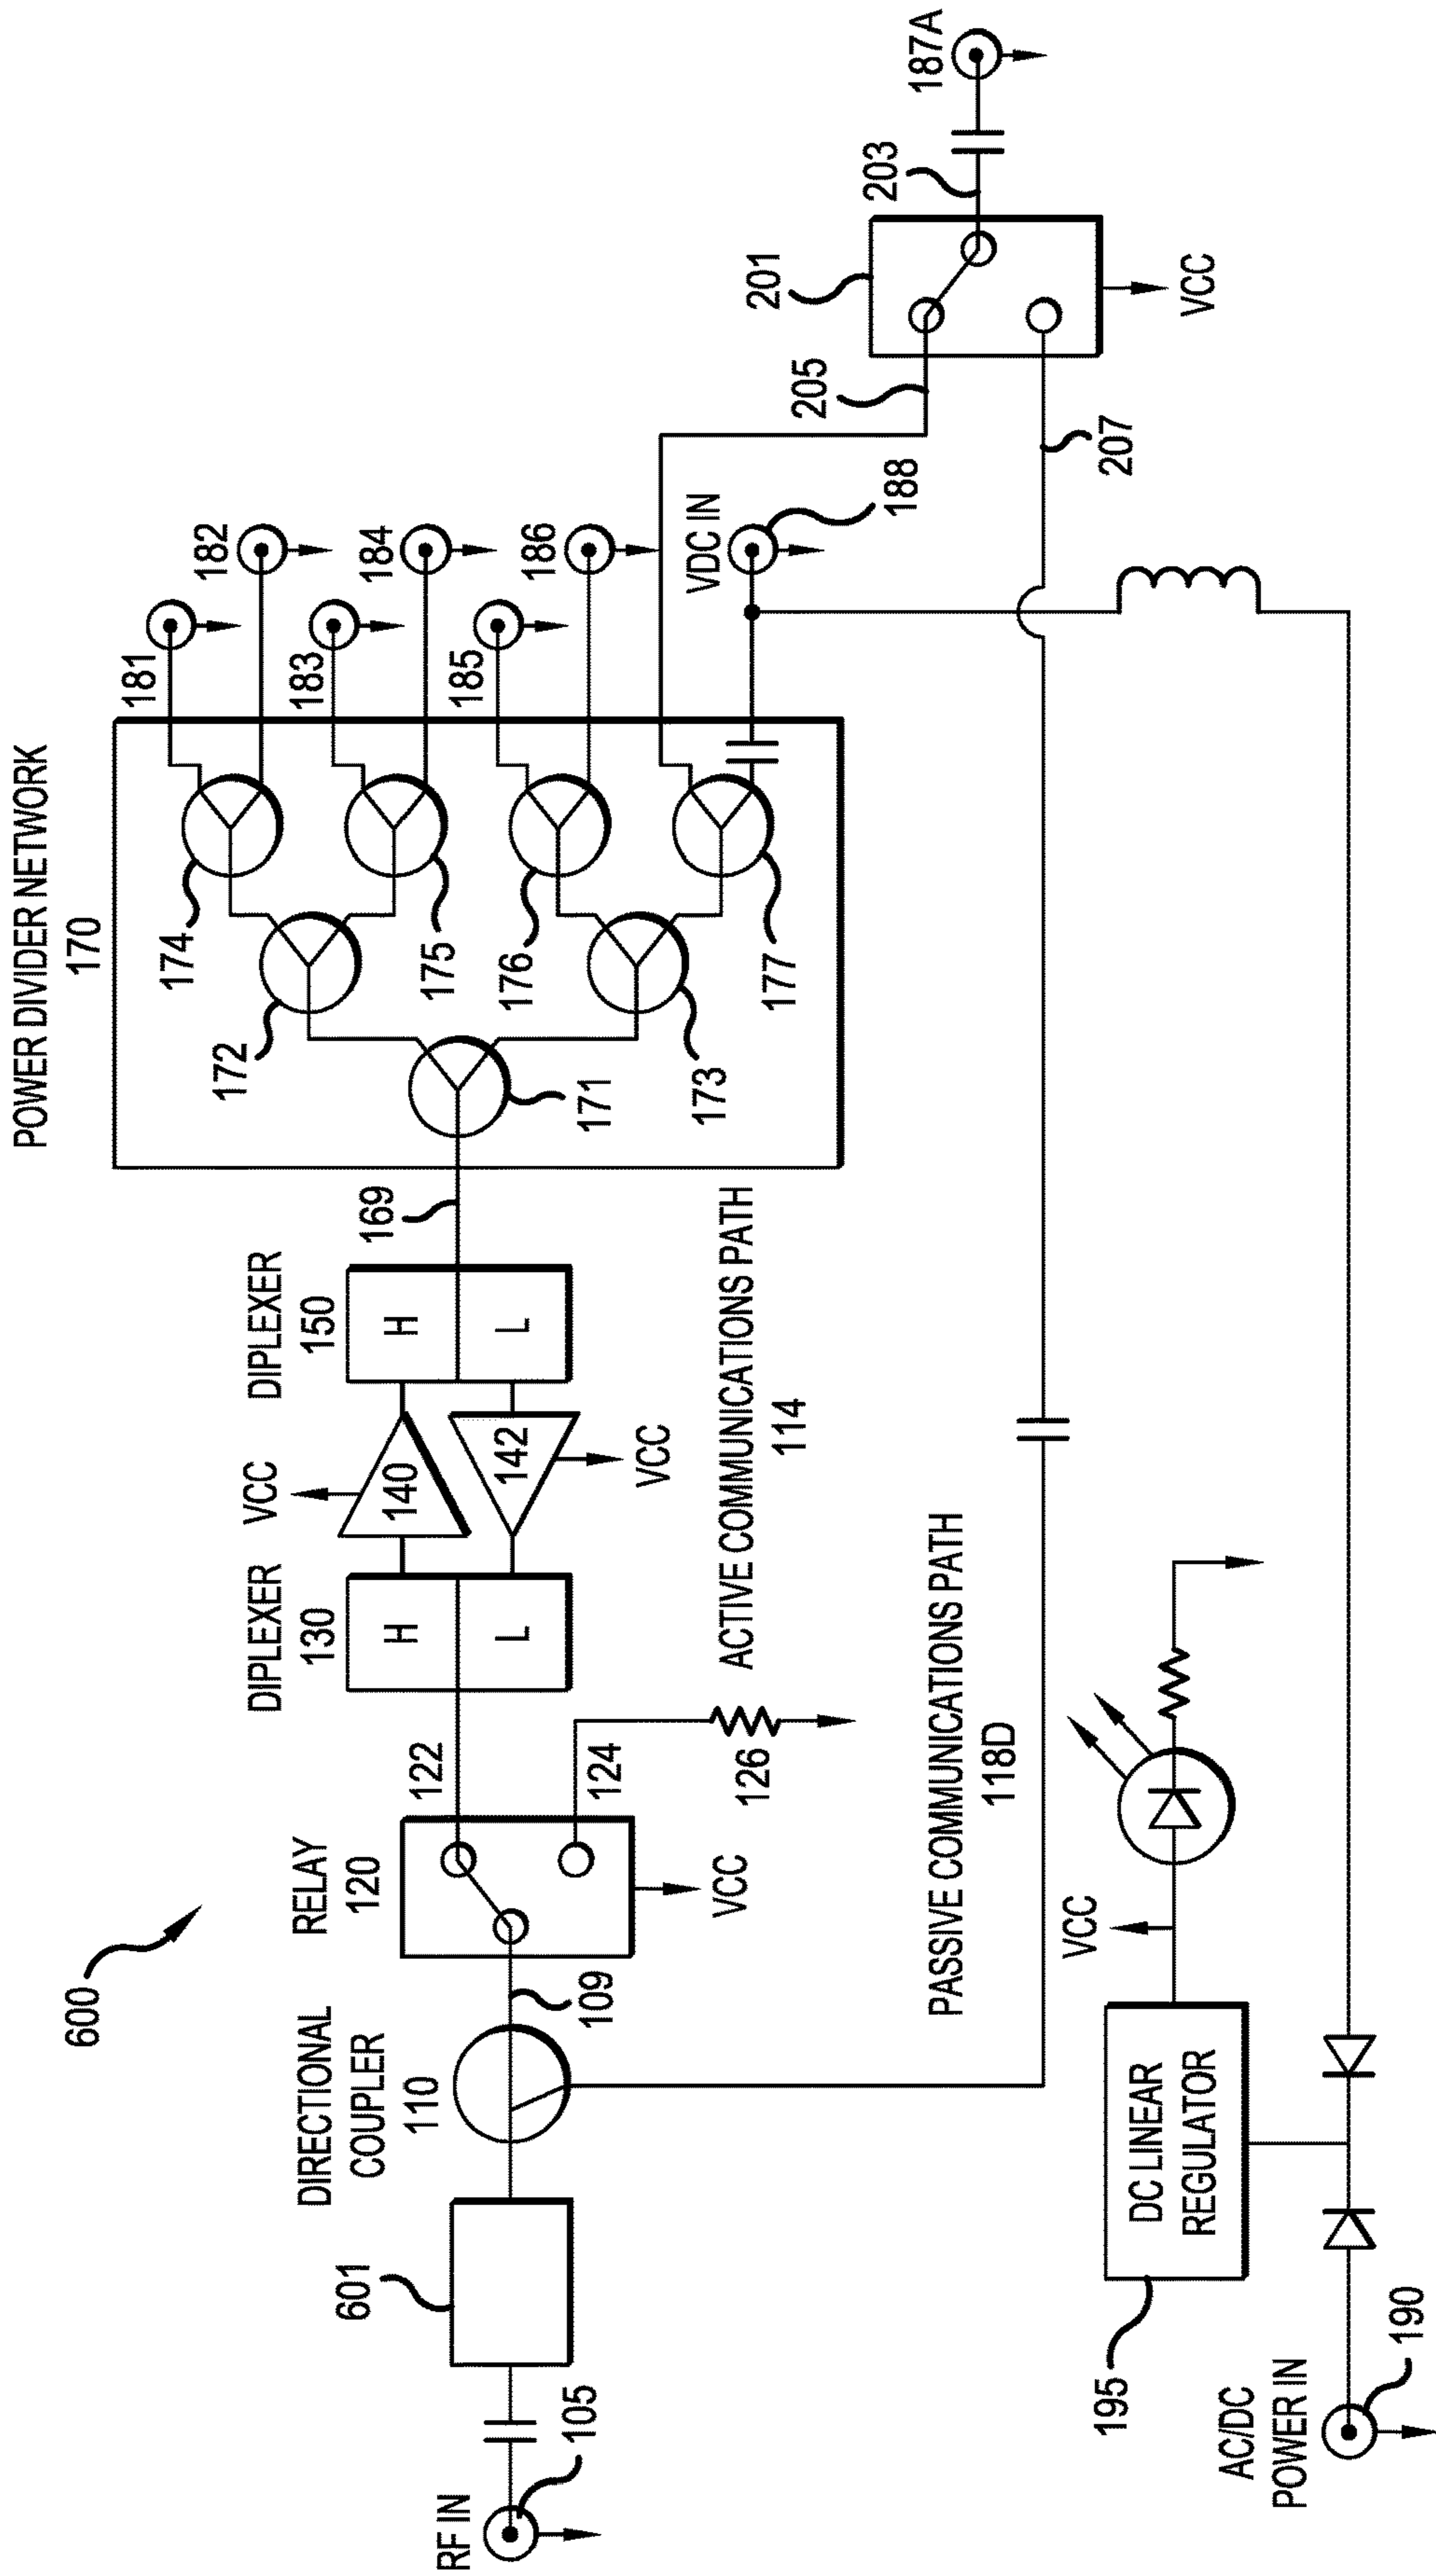 600
RF IN
105
601
DIRECTIONAL
COUPLER
110
109
RELAY
120
VCC
122
124
126
DIPLEXER
130
H
L
VCC
140
142
VCC
DIPLEXER
150
H
L
169
ACTIVE COMMUNICATIONS PATH
114
POWER DIVIDER NETWORK
170
171
172
173
174
175
176
177
181
182
183
184
185
186
VDC IN
188
205
201
203
187A
VCC
207
PASSIVE COMMUNICATIONS PATH
118D
AC/DC
POWER IN
190
195
DC LINEAR
REGULATOR
VCC